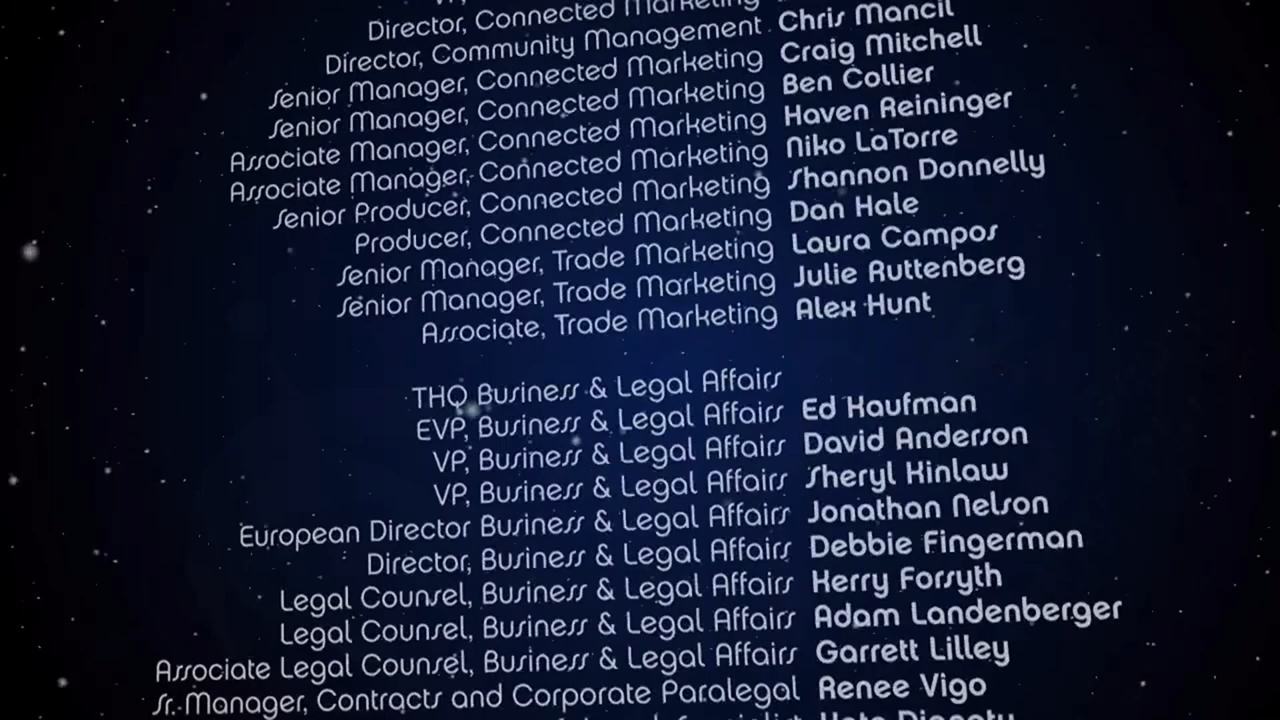 Director, Connected Marketing
Director, Community Management Chris Mancil
Senior Manager, Connected Marketing Craig Mitchell
Senior Manager, Connected Marketing Ben Collier
Associate Manager, Connected Marketing Haven Reininger
Associate Manager, Connected Marketing Niko LaTorre
Senior Producer, Connected Marketing Shannon Donnelly
Producer, Connected Marketing Dan Hale
Senior Manager, Trade Marketing Laura Campos
Senior Manager, Trade Marketing Julie Ruttenberg
Associate, Trade Marketing Alex Hunt
THQ Business & Legal Affairs
EVP, Business & Legal Affairs Ed Kaufman
VP, Business & Legal Affairs David Anderson
VP, Business & Legal Affairs Sheryl Kinlaw
European Director Business & Legal Affairs Jonathan Nelson
Director, Business & Legal Affairs Debbie Fingerman
Legal Counsel, Business & Legal Affairs Kerry Forsyth
Legal Counsel, Business & Legal Affairs Adam Landenberger
Associate Legal Counsel, Business & Legal Affairs Garrett Lilley
Sr. Manager, Contracts and Corporate Paralegal Renee Vigo